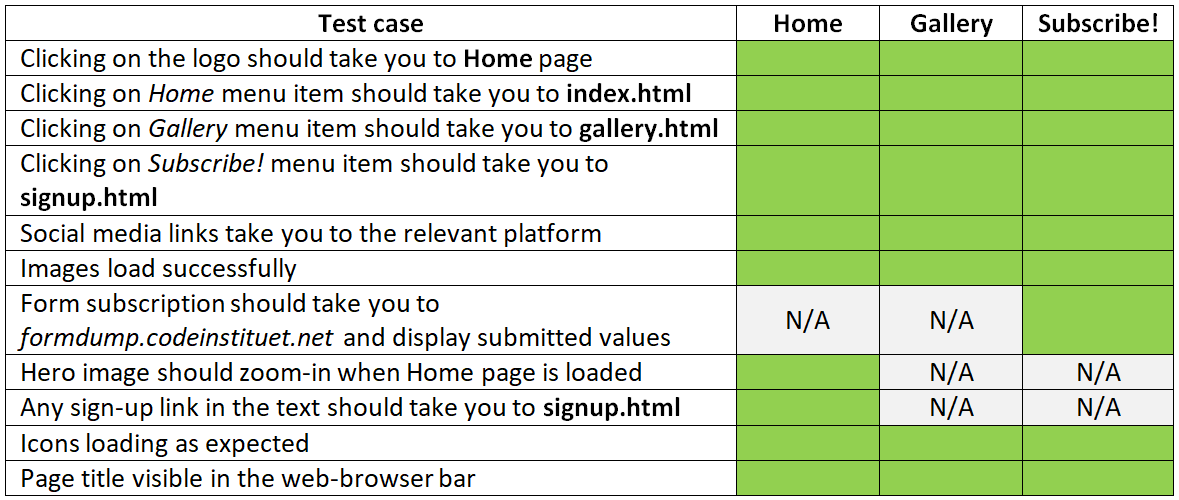 Test case Home Gallery Subscribe!
Clicking on the logo should take you to Home page
Clicking on Home menu item should take you to index.html
Clicking on Gallery menu item should take you to gallery.html
Clicking on Subscribe! menu item should take you to
signup.html
Social media links take you to the relevant platform
Images load successfully
Form subscription should take you to
formdump.codeinstituet.net and display submitted values N/A N/A
Hero image should zoom-in when Home page is loaded N/A N/A
Any sign-up link in the text should take you to signup.html N/A N/A
Icons loading as expected
Page title visible in the web-browser bar